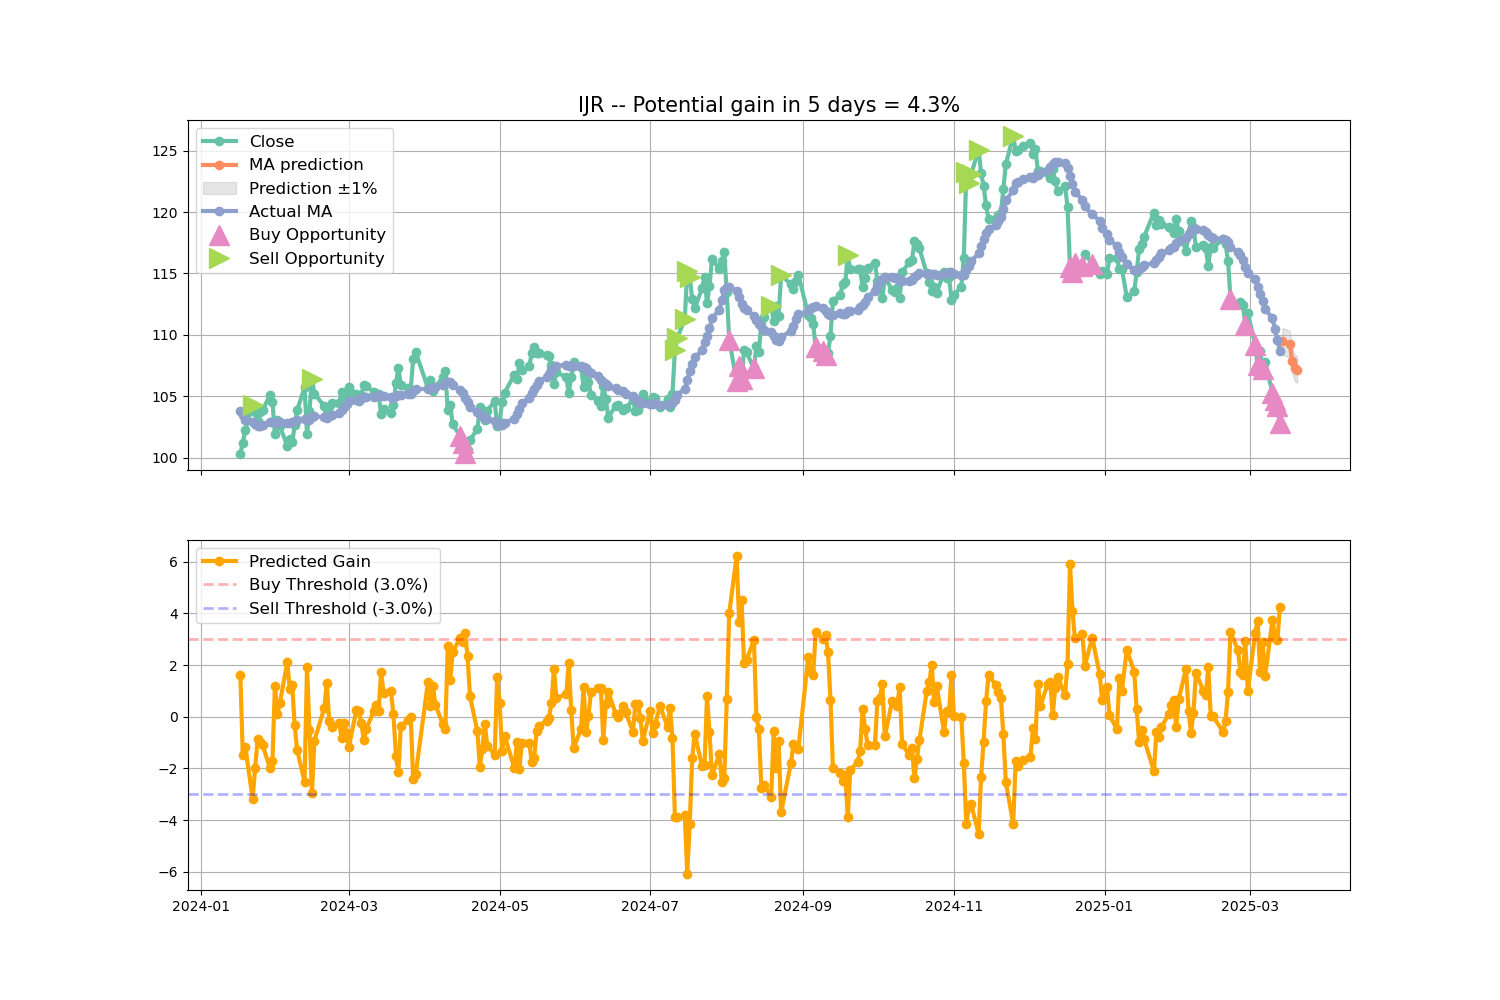 IJR -- Potential gain in 5 days = 4.3%
Close
MA prediction
Prediction ±1%
Actual MA
Buy Opportunity
Sell Opportunity
125
120
115
110
105
100
Predicted Gain
Buy Threshold (3.0%)
Sell Threshold (-3.0%)
6
4
2
0
−2
−4
−6
2024-01 2024-03 2024-05 2024-07 2024-09 2024-11 2025-01 2025-03